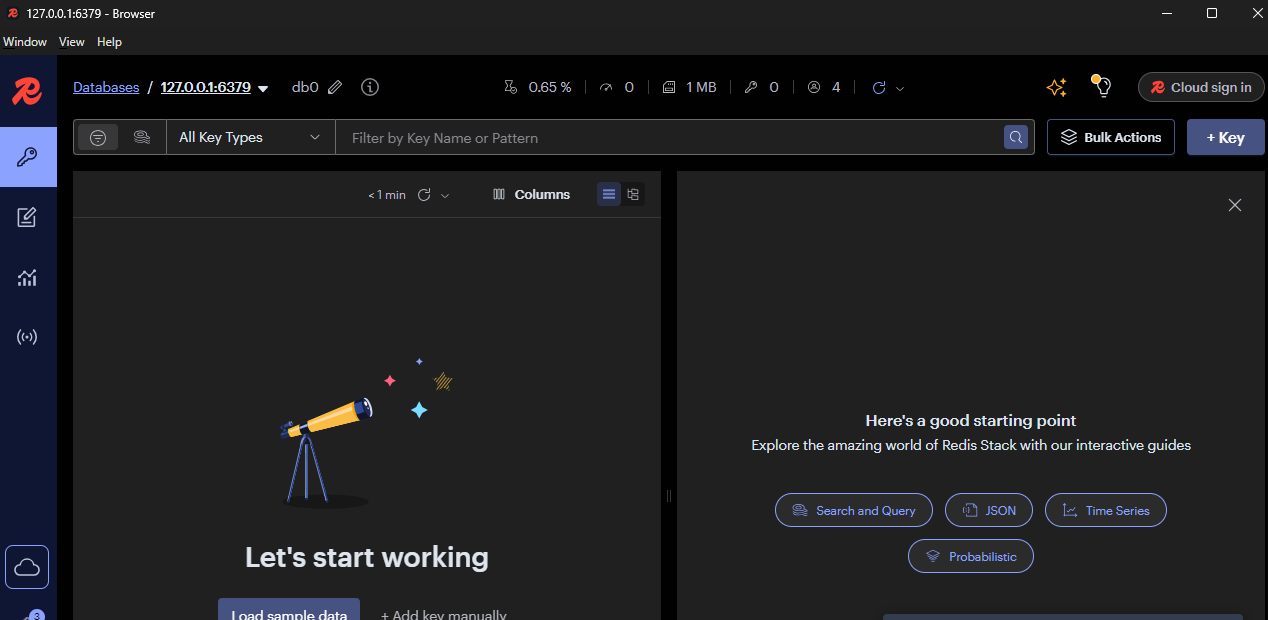 127.0.0.1:6379 - Browser
Window View Help
Databases / 127.0.0.1:6379 db0 0.65 % 0 1 MB 0 4 Cloud sign in
All Key Types Filter by Key Name or Pattern Bulk Actions + Key
< 1 min Columns
Here's a good starting point
Explore the amazing world of Redis Stack with our interactive guides
Search and Query JSON Time Series
Probabilistic
Let's start working
Load sample data + Add key manually
3